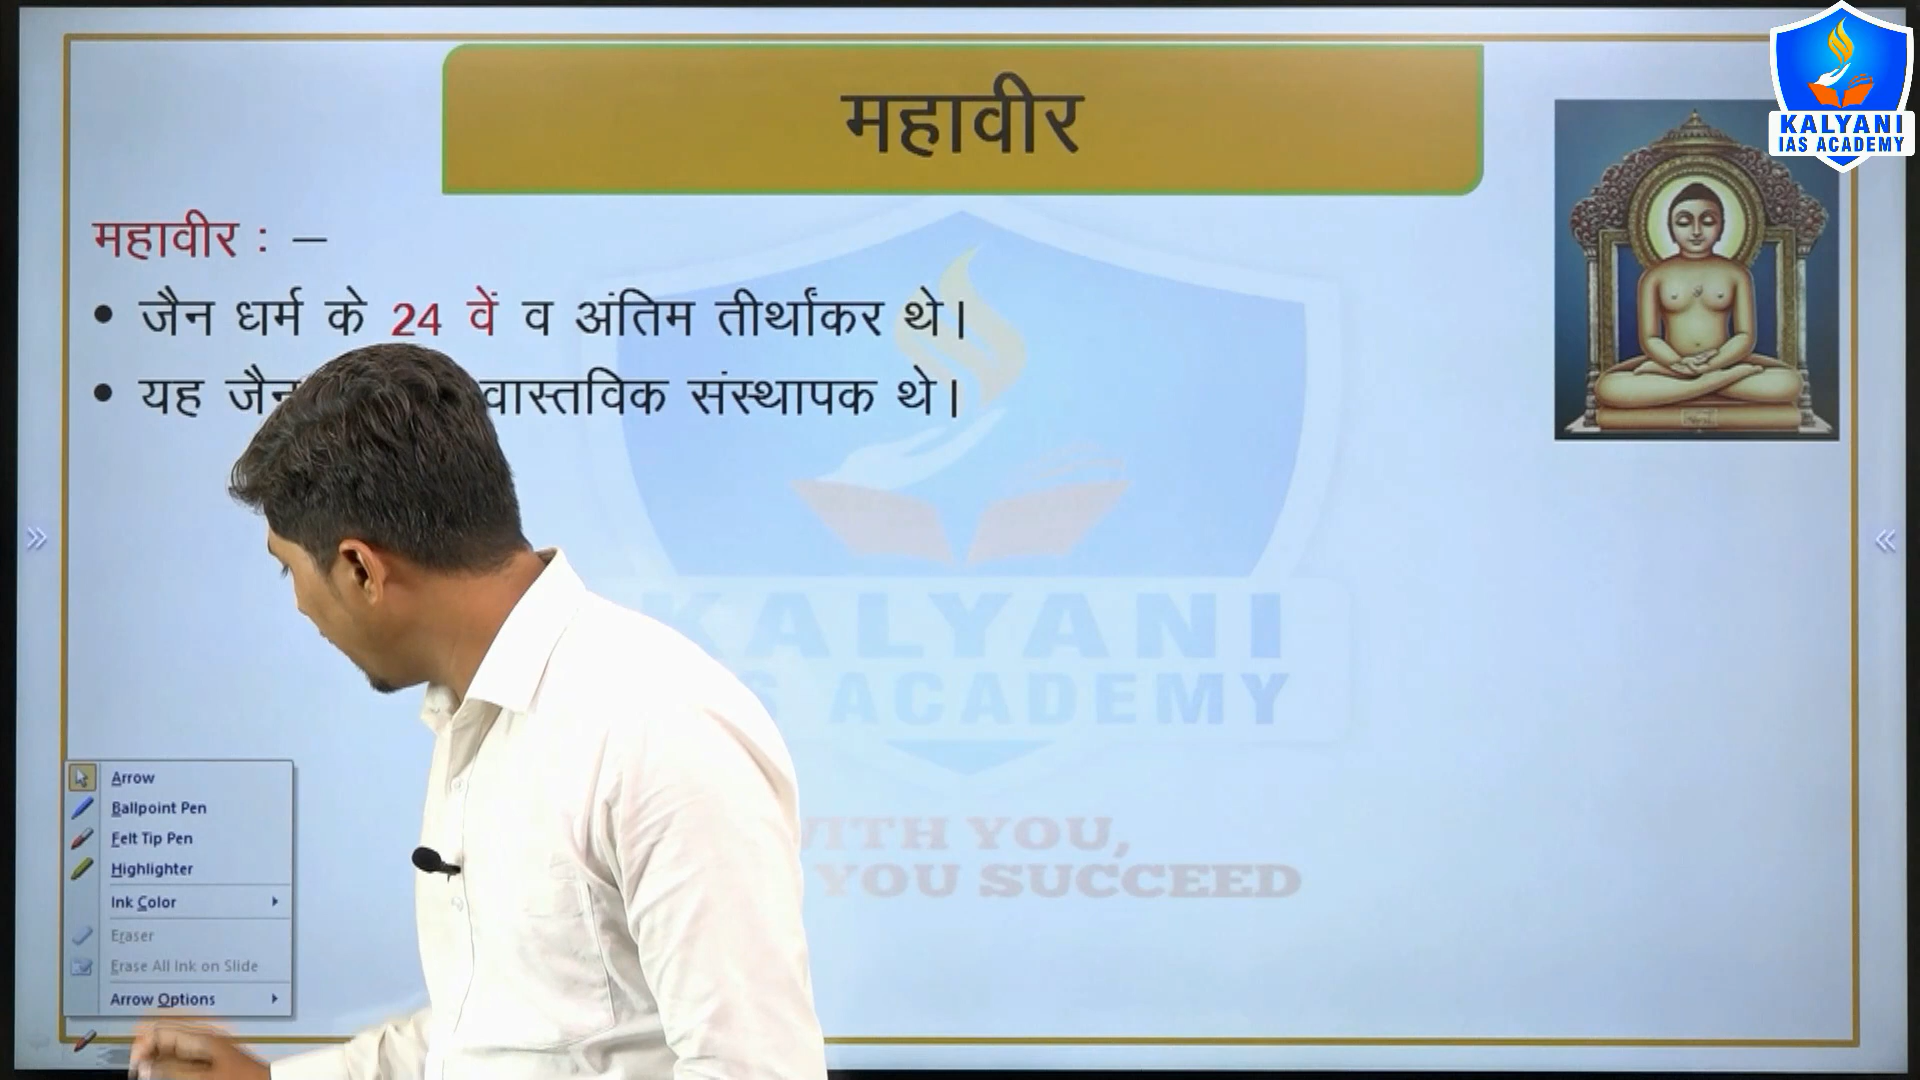 महावीर
KALYANI
IAS ACADEMY
महावीर : –
• जैन धर्म के 24 वें व अंतिम तीर्थांकर थे।
• यह जैन वास्तविक संस्थापक थे।
KALYANI
ACADEMY
WITH YOU,
YOU SUCCEED
Arrow
Ballpoint Pen
Felt Tip Pen
Highlighter
Ink Color
Eraser
Erase All Ink on Slide
Arrow Options